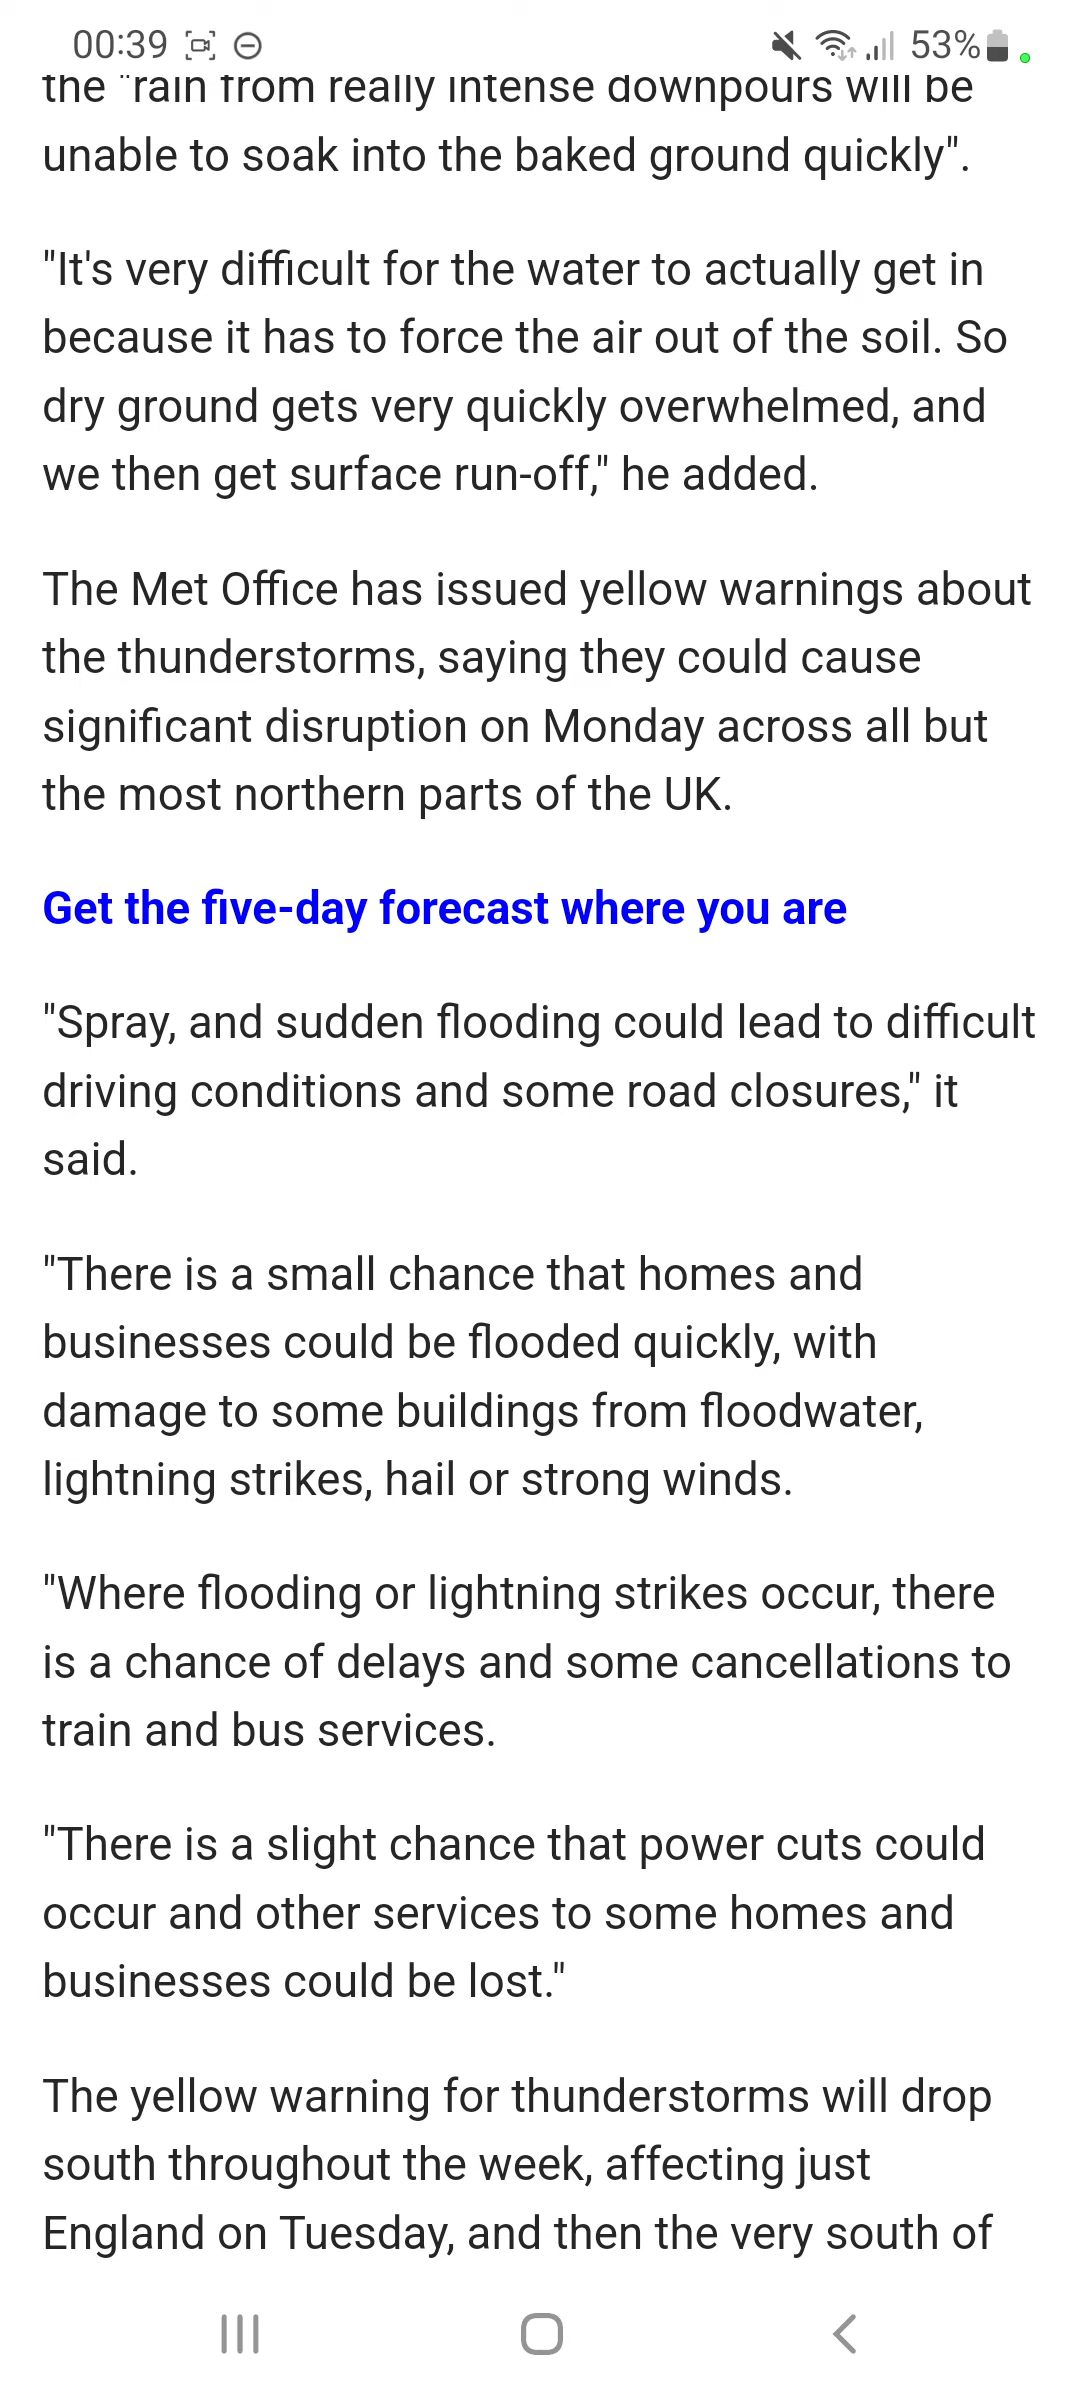 00:39 53%
the "rain from really intense downpours will be
unable to soak into the baked ground quickly".
"It's very difficult for the water to actually get in
because it has to force the air out of the soil. So
dry ground gets very quickly overwhelmed, and
we then get surface run-off," he added.
The Met Office has issued yellow warnings about
the thunderstorms, saying they could cause
significant disruption on Monday across all but
the most northern parts of the UK.
Get the five-day forecast where you are
"Spray, and sudden flooding could lead to difficult
driving conditions and some road closures," it
said.
"There is a small chance that homes and
businesses could be flooded quickly, with
damage to some buildings from floodwater,
lightning strikes, hail or strong winds.
"Where flooding or lightning strikes occur, there
is a chance of delays and some cancellations to
train and bus services.
"There is a slight chance that power cuts could
occur and other services to some homes and
businesses could be lost."
The yellow warning for thunderstorms will drop
south throughout the week, affecting just
England on Tuesday, and then the very south of